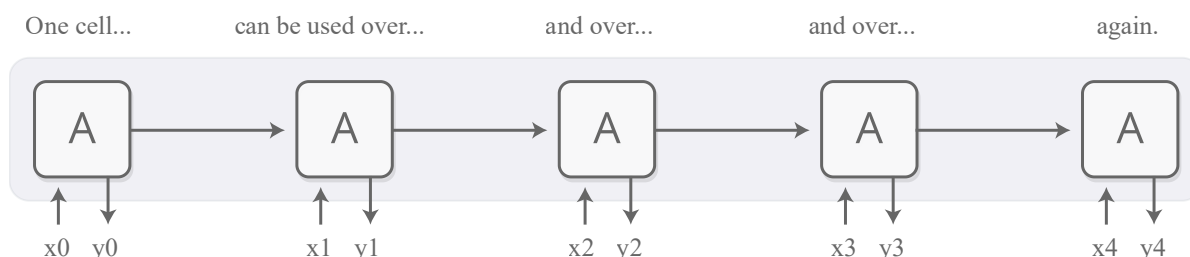 One cell... can be used over... and over... and over... again.
A A A A A
x0 y0 x1 y1 x2 y2 x3 y3 x4 y4